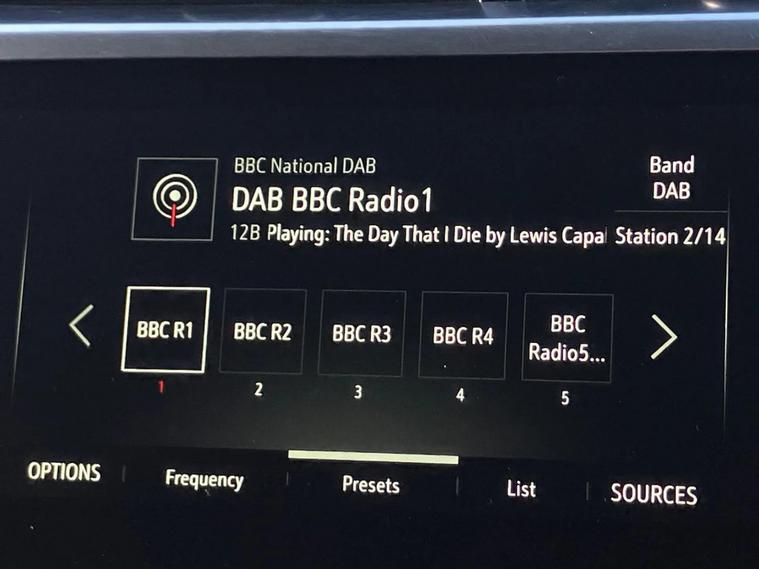 BBC National DAB
DAB BBC Radio1
12B Playing: The Day That I Die by Lewis Capa
Band
DAB
Station 2/14
BBC R1
BBC R2
BBC R3
BBC R4
BBC
Radio5...
1
2
3
4
5
OPTIONS
Frequency
Presets
List
SOURCES